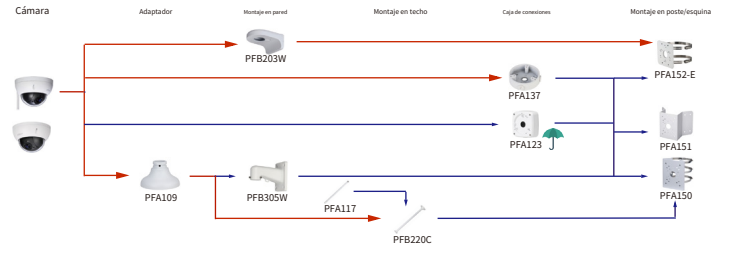 Cámara
Adaptador
Montaje en pared
Montaje en techo
Caja de conexiones
Montaje en poste/esquina
PFB203W
PFA152-E
PFA137
PFA123
PFA151
PFA109
PFB305W
PFA117
PFA150
PFB220C